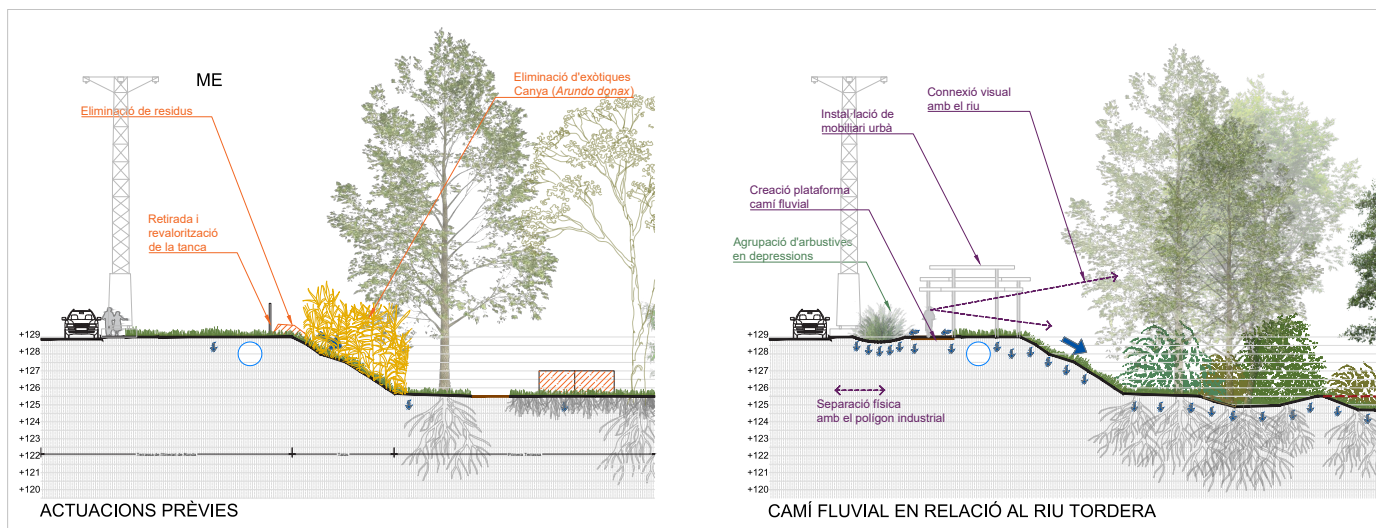 ME
Eliminació d'exòtiques
Canya (Arundo donax)
Eliminació de residus
Retirada i
revalorització
de la tanca
+129
+128
+127
+126
+125
+124
+123
+122
+121
+120
Talús
Primera Terrassa
ACTUACIONS PRÈVIES
Connexió visual
amb el riu
Instal·lació de
mobiliari urbà
Creació plataforma
camí fluvial
Agrupació d'arbustives
en depressions
+129
+128
+127
+126
+125
+124
+123
+122
+121
+120
Separació física
amb el polígon industrial
CAMÍ FLUVIAL EN RELACIÓ AL RIU TORDERA